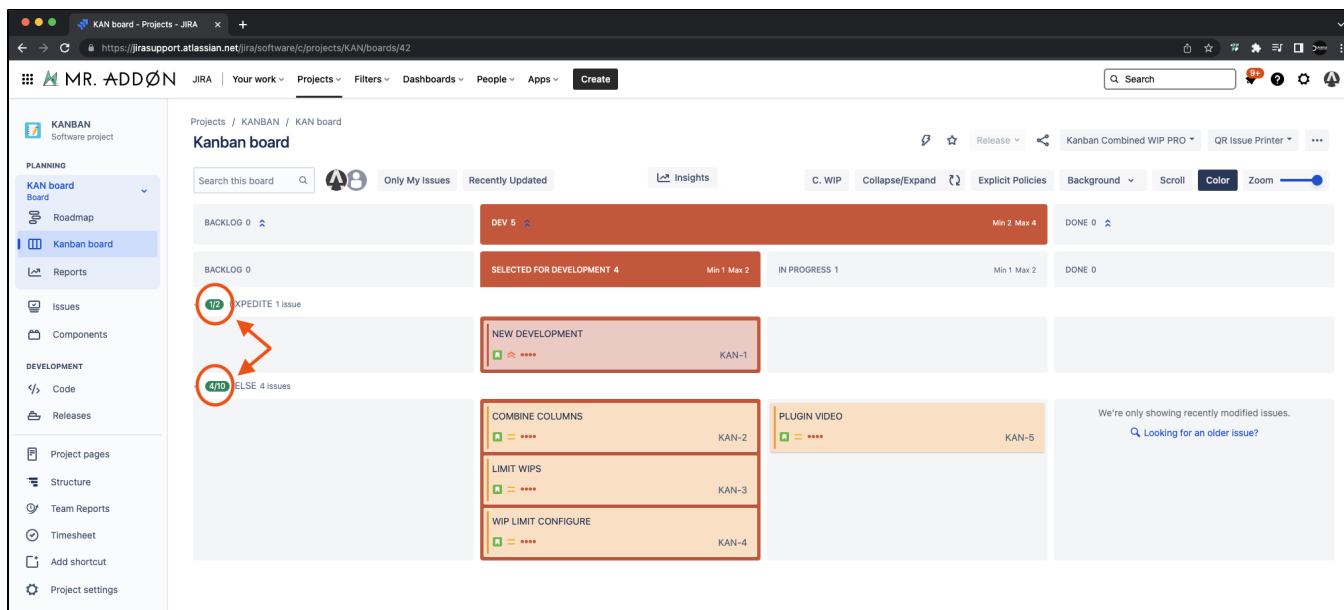 KAN board - Projects - JIRA
https://jirasupport.atlassian.net/jira/software/c/projects/KAN/boards/42
MR. ADDØN JIRA Your work Projects Filters Dashboards People Apps Create Search 9+
KANBAN
Software project
PLANNING
KAN board
Board
Roadmap
Kanban board
Reports
Issues
Components
DEVELOPMENT
Code
Releases
Project pages
Structure
Team Reports
Timesheet
Add shortcut
Project settings
Projects / KANBAN / KAN board
Kanban board
Release Kanban Combined WIP PRO QR Issue Printer
Search this board Only My Issues Recently Updated Insights C. WIP Collapse/Expand Explicit Policies Background Scroll Color Zoom
BACKLOG 0 DEV 5 Min 2 Max 4 DONE 0
BACKLOG 0 SELECTED FOR DEVELOPMENT 4 Min 1 Max 2 IN PROGRESS 1 Min 1 Max 2 DONE 0
1/2 EXPEDITE 1 issue
NEW DEVELOPMENT
KAN-1
4/10 ELSE 4 issues
COMBINE COLUMNS
KAN-2
LIMIT WIPS
KAN-3
WIP LIMIT CONFIGURE
KAN-4
PLUGIN VIDEO
KAN-5
We're only showing recently modified issues.
Looking for an older issue?